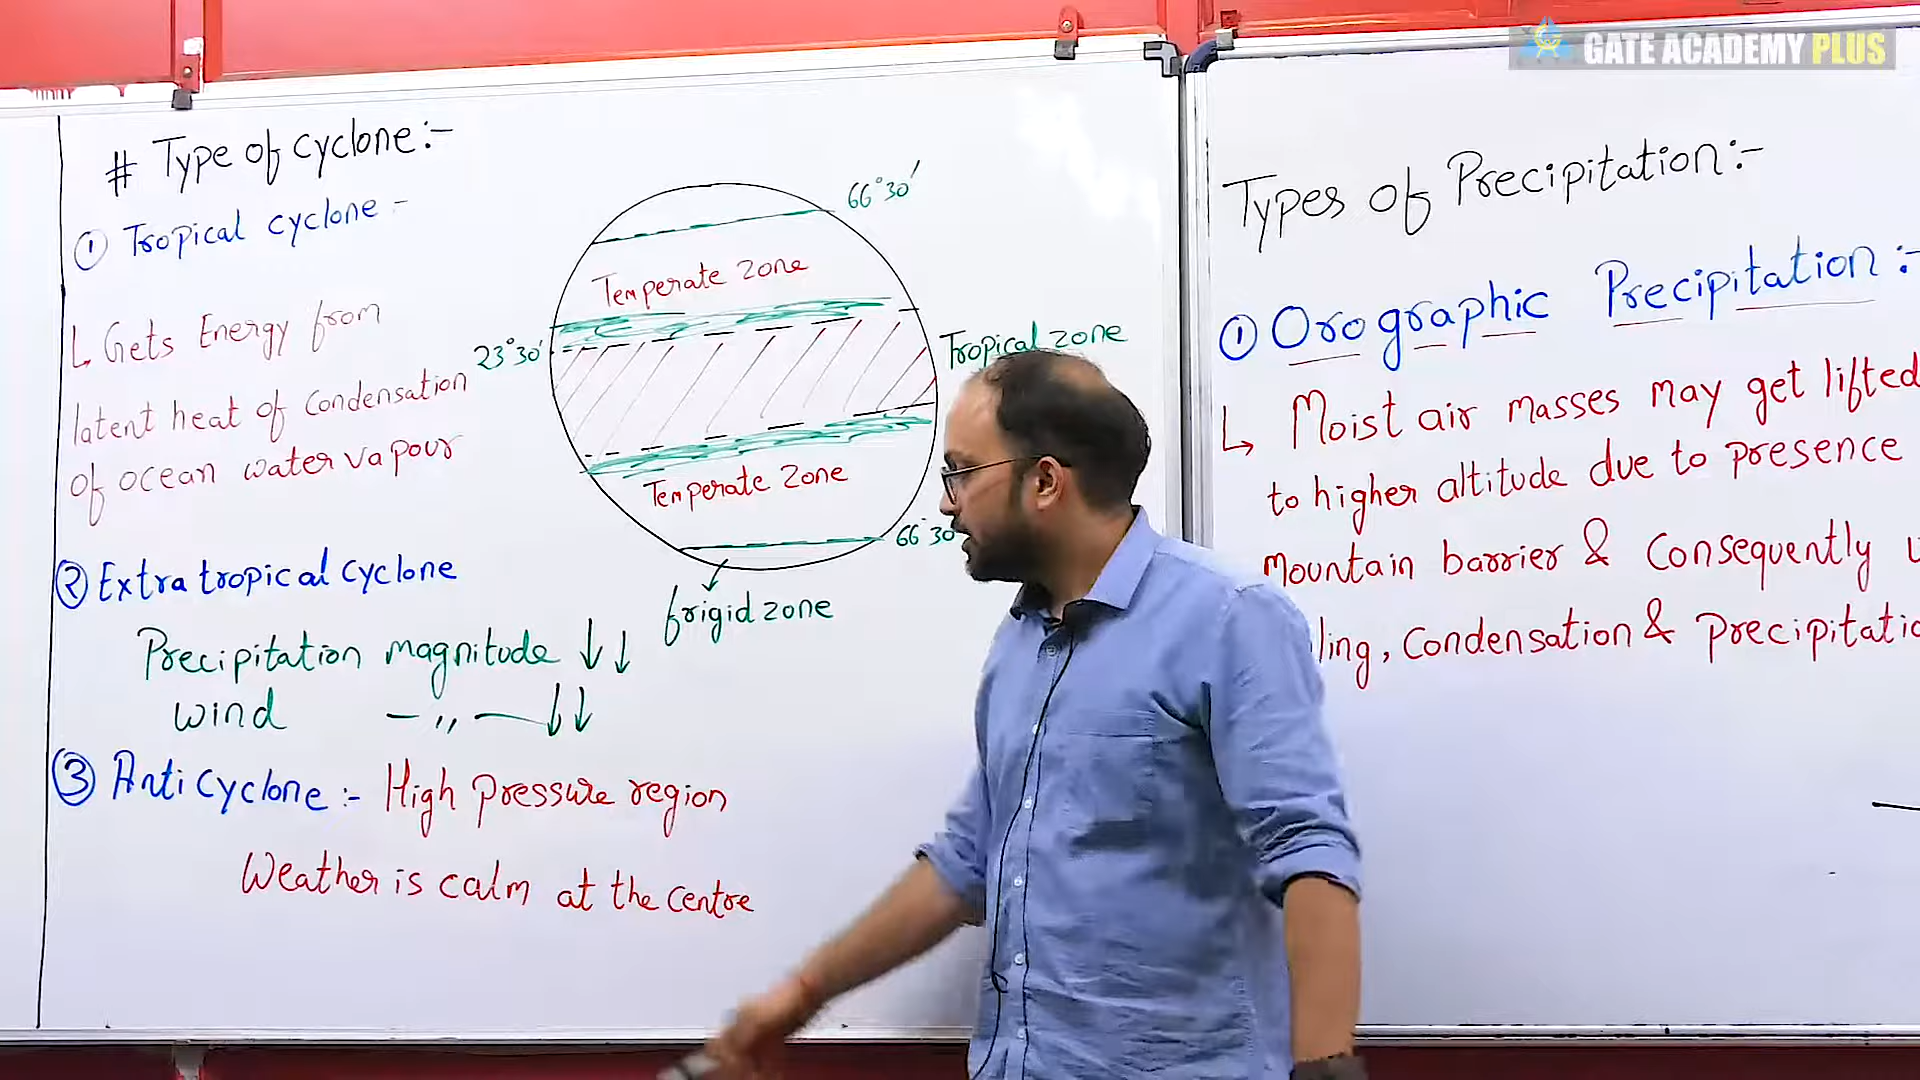 GATE ACADEMY PLUS
# Type of cyclone:-
① Tropical cyclone -
↳ Gets Energy from
latent heat of Condensation
of ocean water vapour
② Extra tropical cyclone
Precipitation magnitude ↓↓
wind —〃— ↓↓
③ Anti Cyclone :- High Pressure region
Weather is calm at the Centre
66°30'
Temperate Zone
23°30'
Tropical zone
Temperate Zone
66°30
frigid zone
Types of Precipitation:-
① Orographic Precipitation:-
↳ Moist air masses may get lifted
to higher altitude due to presence
mountain barrier & Consequently
ling, Condensation & Precipitatio